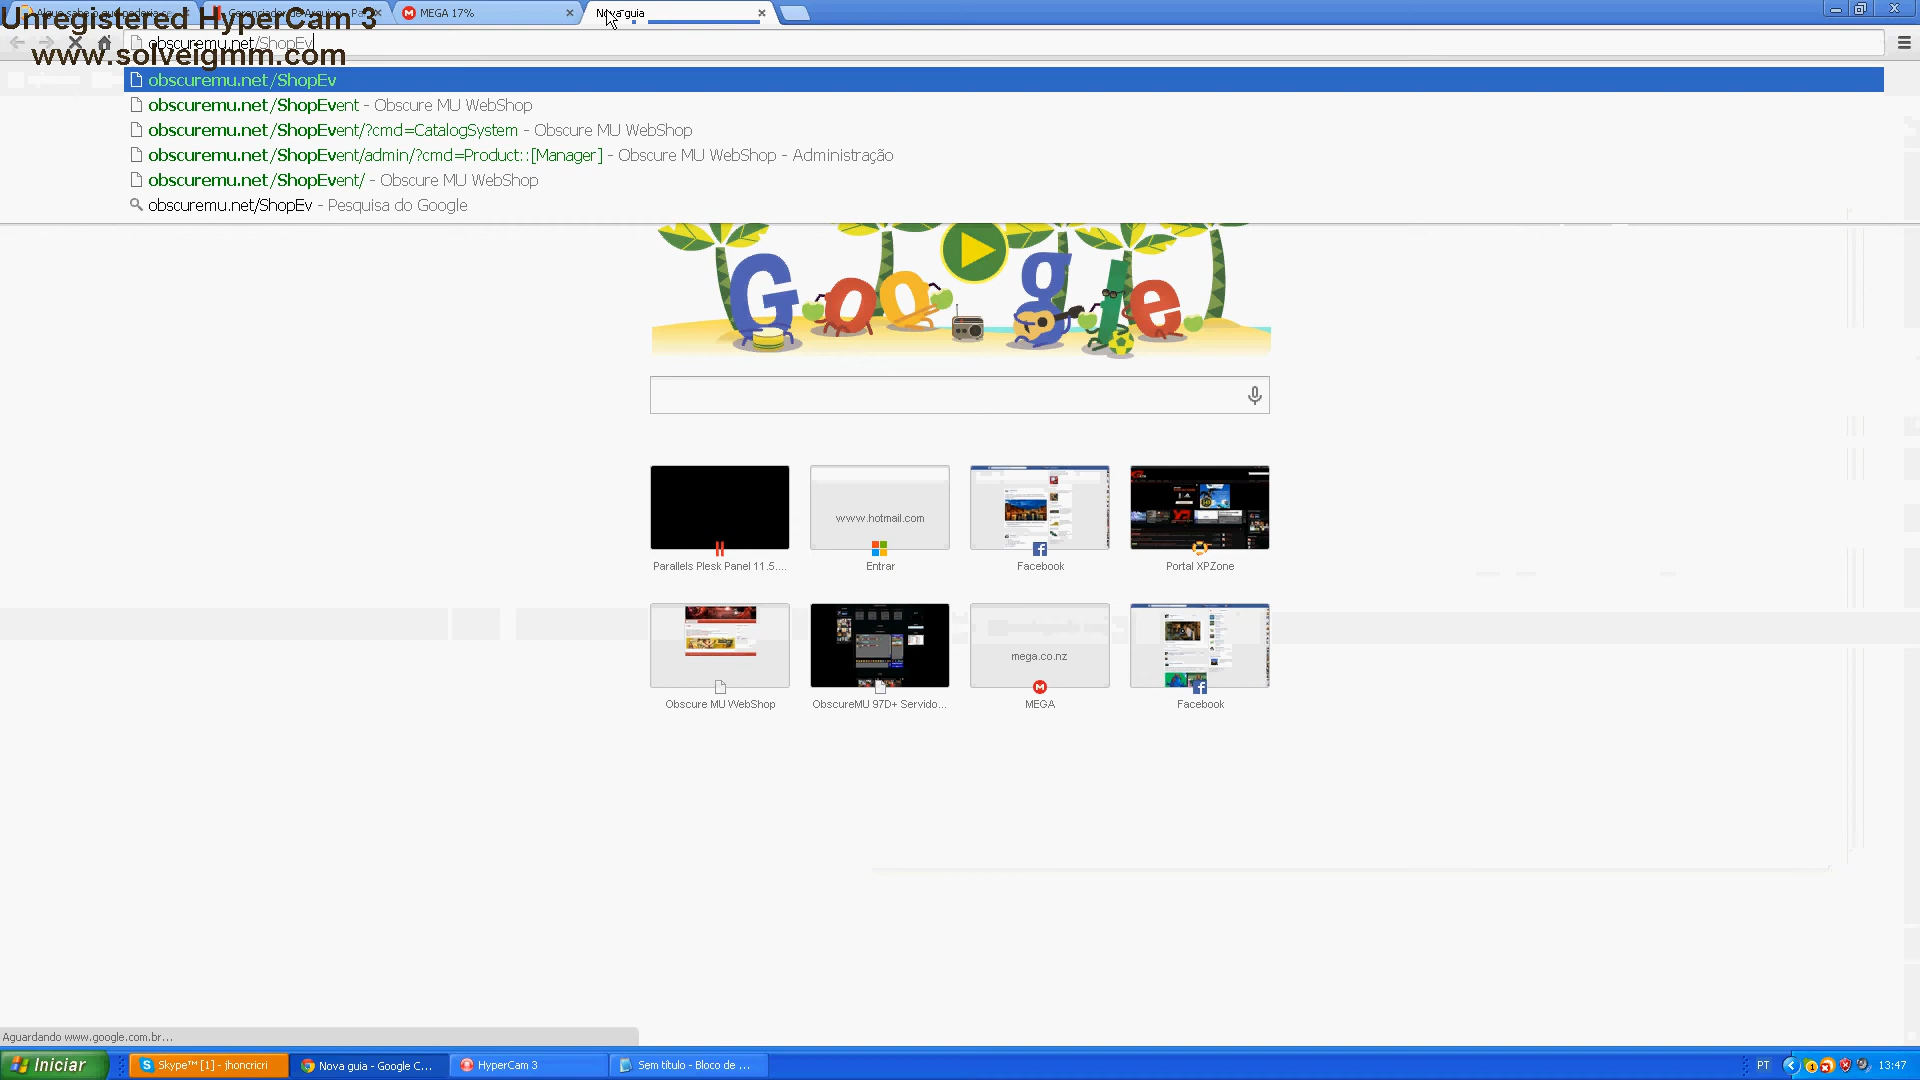 Unregistered HyperCam 3
www.solveigmm.com
MEGA 17%
Nova guia
obscuremu.net/ShopEv
obscuremu.net/ShopEv
obscuremu.net/ShopEvent - Obscure MU WebShop
obscuremu.net/ShopEvent/?cmd=CatalogSystem - Obscure MU WebShop
obscuremu.net/ShopEvent/admin/?cmd=Product::[Manager] - Obscure MU WebShop - Administração
obscuremu.net/ShopEvent/ - Obscure MU WebShop
obscuremu.net/ShopEv - Pesquisa do Google
Google
www.hotmail.com
Parallels Plesk Panel 11.5....
Entrar
Facebook
Portal XPZone
mega.co.nz
Obscure MU WebShop
ObscureMU 97D+ Servido...
MEGA
Facebook
Aguardando www.google.com.br...
Iniciar
Skype™ [1] - jhoncricri
Nova guia - Google C...
HyperCam 3
Sem título - Bloco de ...
PT
13:47